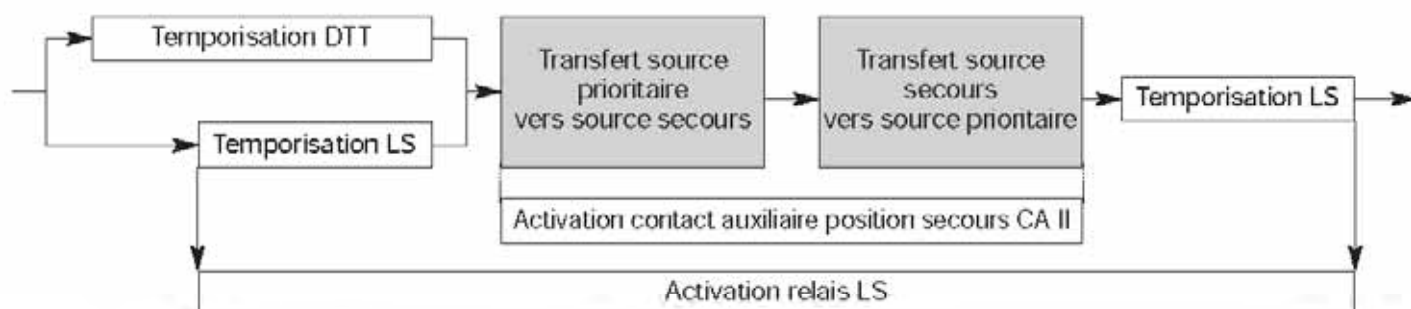 Temporisation DTT
Temporisation LS
Transfert source
prioritaire
vers source secours
Transfert source
secours
vers source prioritaire
Temporisation LS
Activation contact auxiliaire position secours CA II
Activation relais LS